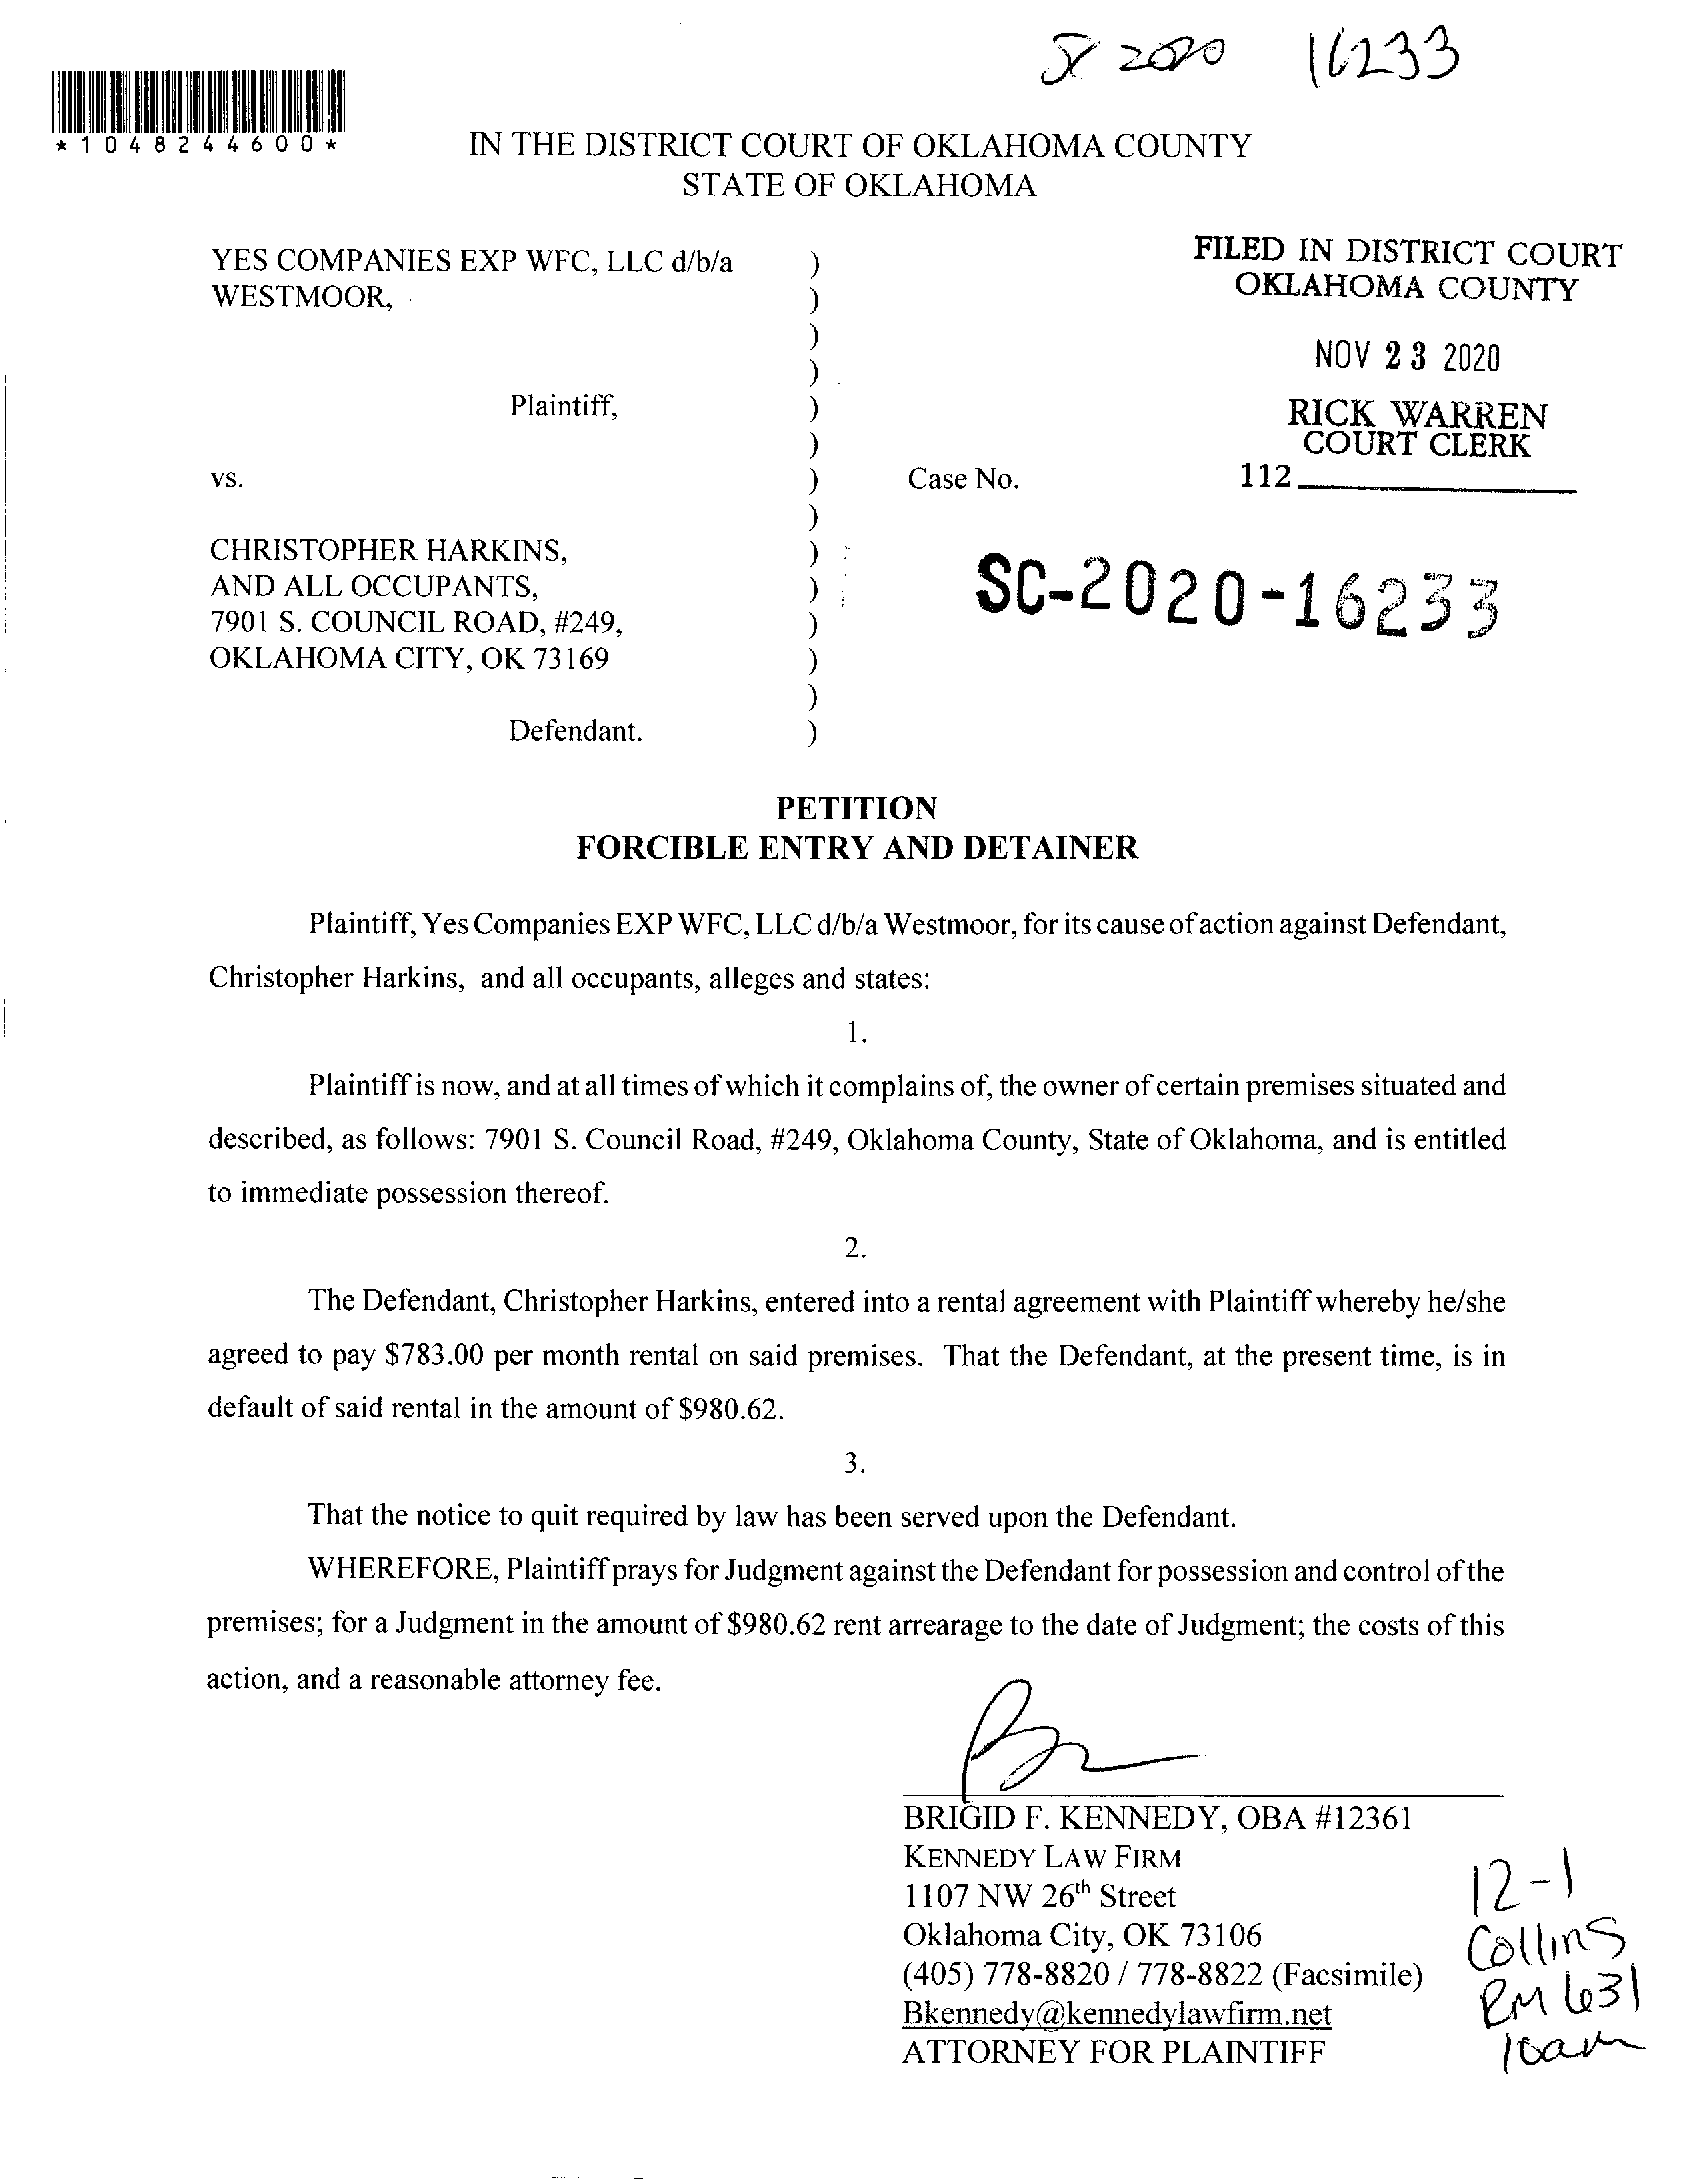 SC 2020 16233
*1048244600*
IN THE DISTRICT COURT OF OKLAHOMA COUNTY
STATE OF OKLAHOMA
YES COMPANIES EXP WFC, LLC d/b/a )
WESTMOOR, )
)
)
Plaintiff, )
)
vs. )
)
CHRISTOPHER HARKINS, )
AND ALL OCCUPANTS, )
7901 S. COUNCIL ROAD, #249, )
OKLAHOMA CITY, OK 73169 )
)
Defendant. )
FILED IN DISTRICT COURT
OKLAHOMA COUNTY
NOV 23 2020
RICK WARREN
COURT CLERK
112
Case No.
SC-2020-16233
PETITION
FORCIBLE ENTRY AND DETAINER
Plaintiff, Yes Companies EXP WFC, LLC d/b/a Westmoor, for its cause of action against Defendant,
Christopher Harkins, and all occupants, alleges and states:
1.
Plaintiff is now, and at all times of which it complains of, the owner of certain premises situated and
described, as follows: 7901 S. Council Road, #249, Oklahoma County, State of Oklahoma, and is entitled
to immediate possession thereof.
2.
The Defendant, Christopher Harkins, entered into a rental agreement with Plaintiff whereby he/she
agreed to pay $783.00 per month rental on said premises. That the Defendant, at the present time, is in
default of said rental in the amount of $980.62.
3.
That the notice to quit required by law has been served upon the Defendant.
WHEREFORE, Plaintiff prays for Judgment against the Defendant for possession and control of the
premises; for a Judgment in the amount of $980.62 rent arrearage to the date of Judgment; the costs of this
action, and a reasonable attorney fee.
BRIGID F. KENNEDY, OBA #12361
KENNEDY LAW FIRM
1107 NW 26th Street
Oklahoma City, OK 73106
(405) 778-8820 / 778-8822 (Facsimile)
Bkennedy@kennedylawfirm.net
ATTORNEY FOR PLAINTIFF
12-1
Collins
RM 631
10am